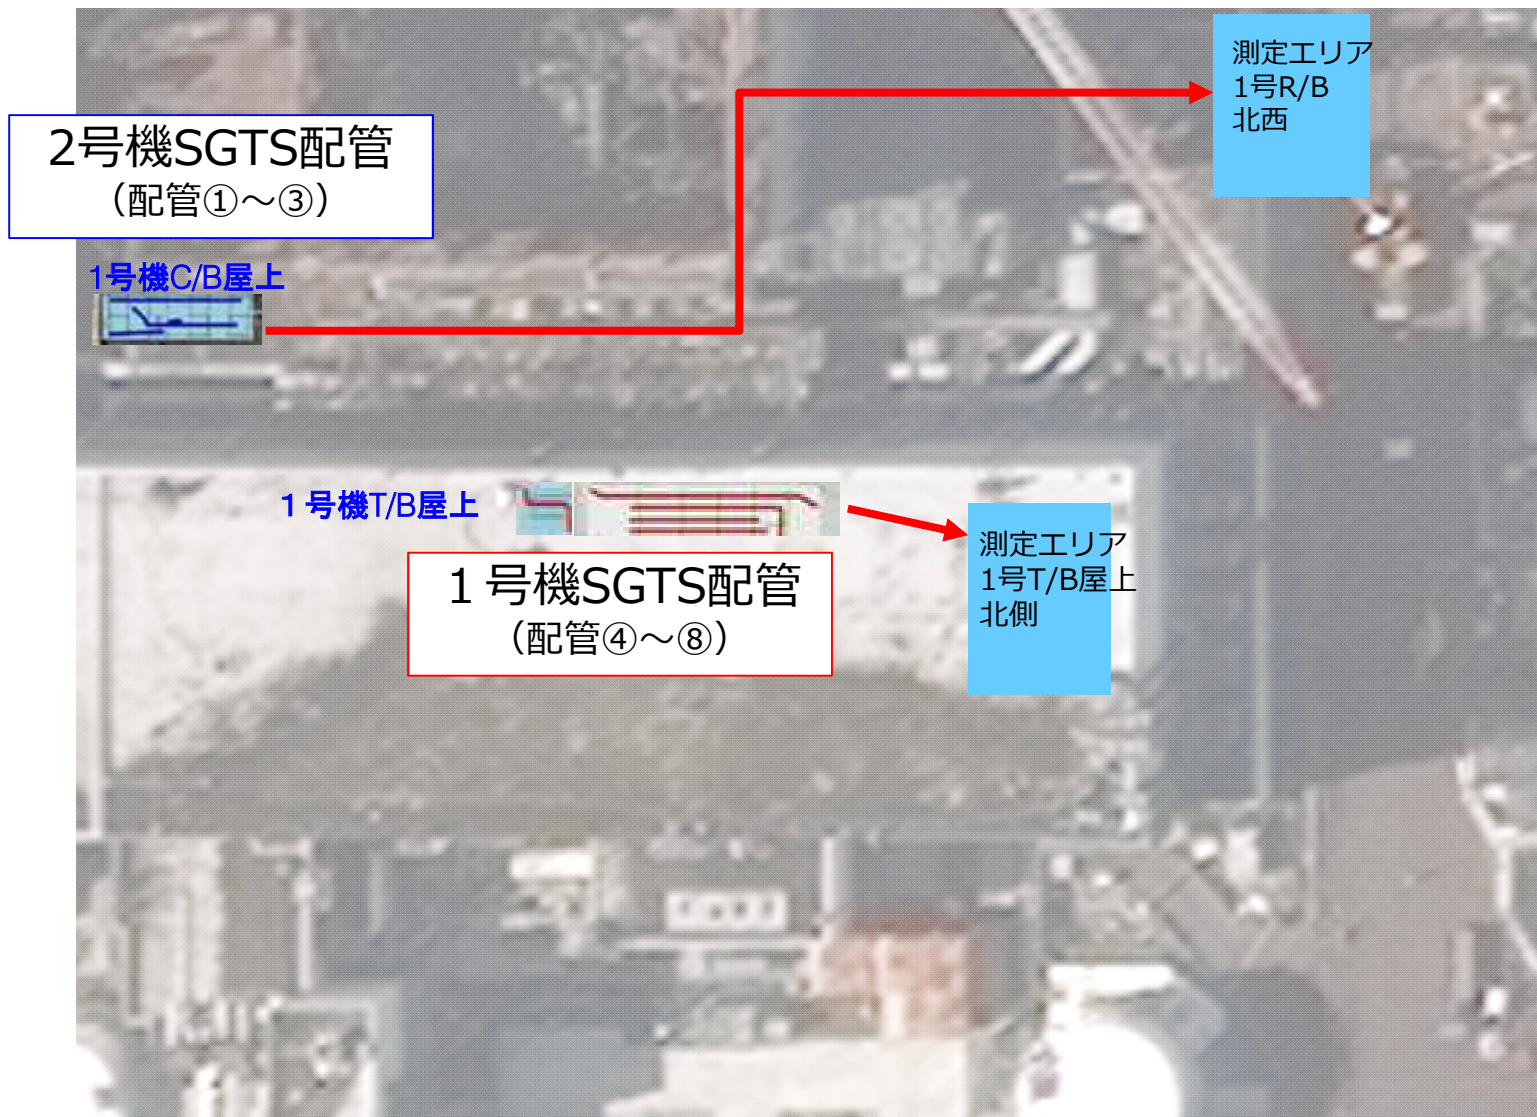 測定エリア
1号R/B
北西
2号機SGTS配管
（配管①～③）
1号機C/B屋上
１号機T/B屋上
測定エリア
1号T/B屋上
北側
１号機SGTS配管
（配管④～⑧）